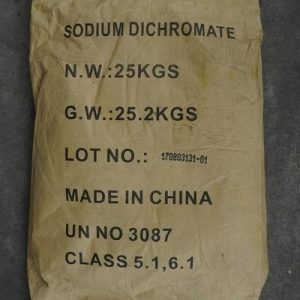 SODIUM DICHROMATE
N.W.:25KGS
G.W.:25.2KGS
LOT NO.: 170803131-01
MADE IN CHINA
UN NO 3087
CLASS 5.1,6.1